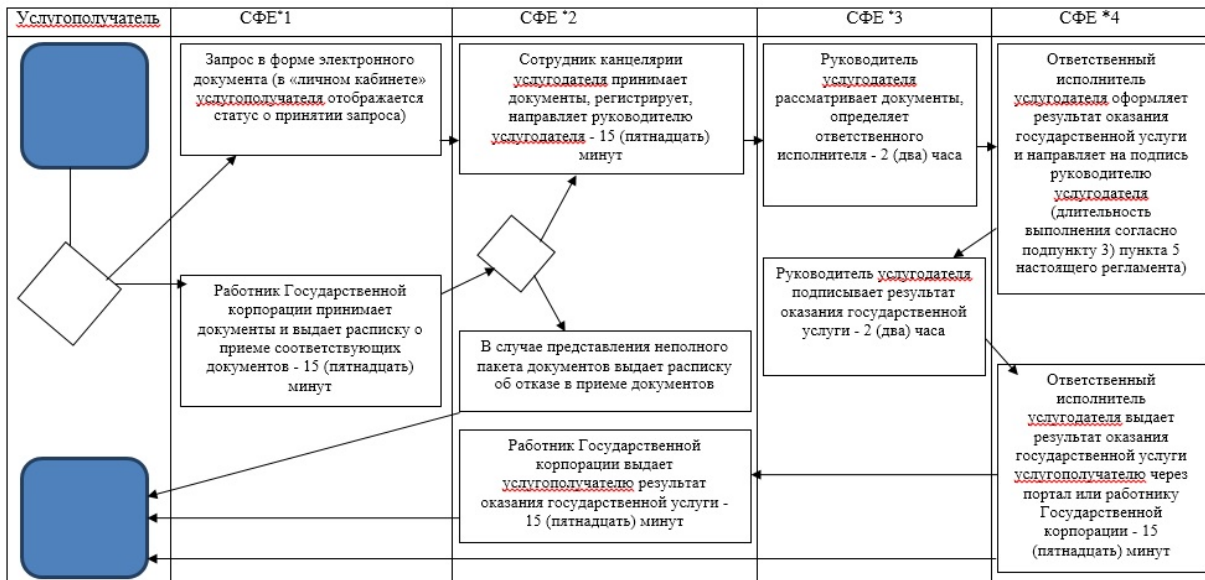 Услугополучатель
СФЕ*1
СФЕ *2
СФЕ *3
СФЕ *4
Запрос в форме электронного
документа (в «личном кабинете»
услугополучателя отображается
статус о принятии запроса)
Сотрудник канцелярии
услугодателя принимает
документы, регистрирует,
направляет руководителю
услугодателя - 15 (пятнадцать)
минут
Руководитель
услугодателя
рассматривает документы,
определяет
ответственного
исполнителя - 2 (два) часа
Ответственный
исполнитель
услугодателя оформляет
результат оказания
государственной услуги
и направляет на подпись
руководителю
услугодателя
(длительность
выполнения согласно
подпункту 3) пункта 5
настоящего регламента)
Работник Государственной
корпорации принимает
документы и выдает расписку о
приеме соответствующих
документов - 15 (пятнадцать)
минут
Руководитель услугодателя
подписывает результат
оказания государственной
услуги - 2 (два) часа
В случае представления неполного
пакета документов выдает расписку
об отказе в приеме документов
Работник Государственной
корпорации выдает
услугополучателю результат
оказания государственной услуги -
15 (пятнадцать) минут
Ответственный
исполнитель
услугодателя выдает
результат оказания
государственной услуги
услугополучателю через
портал или работнику
Государственной
корпорации - 15
(пятнадцать) минут